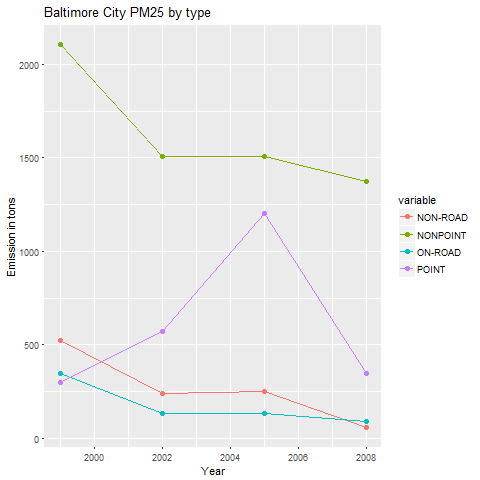 Baltimore City PM25 by type
Emission in tons
2000
1500
1000
500
0
2000
2002
2004
2006
2008
Year
variable
NON-ROAD
NONPOINT
ON-ROAD
POINT